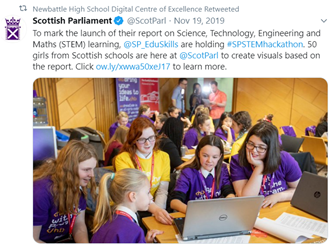 Newbattle High School Digital Centre of Excellence Retweeted
Scottish Parliament @ScotParl · Nov 19, 2019
To mark the launch of their report on Science, Technology, Engineering and
Maths (STEM) learning, @SP_EduSkills are holding #SPSTEMhackathon. 50
girls from Scottish schools are here at @ScotParl to create visuals based on
the report. Click ow.ly/xwwa50xeJ17 to learn more.